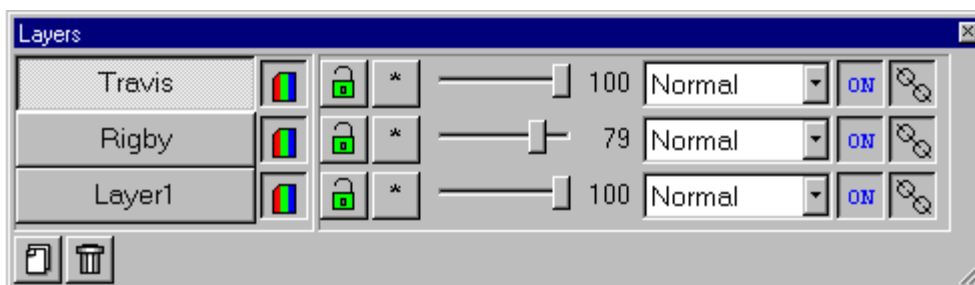 Layers
Travis * 100 Normal ON
Rigby * 79 Normal ON
Layer1 * 100 Normal ON